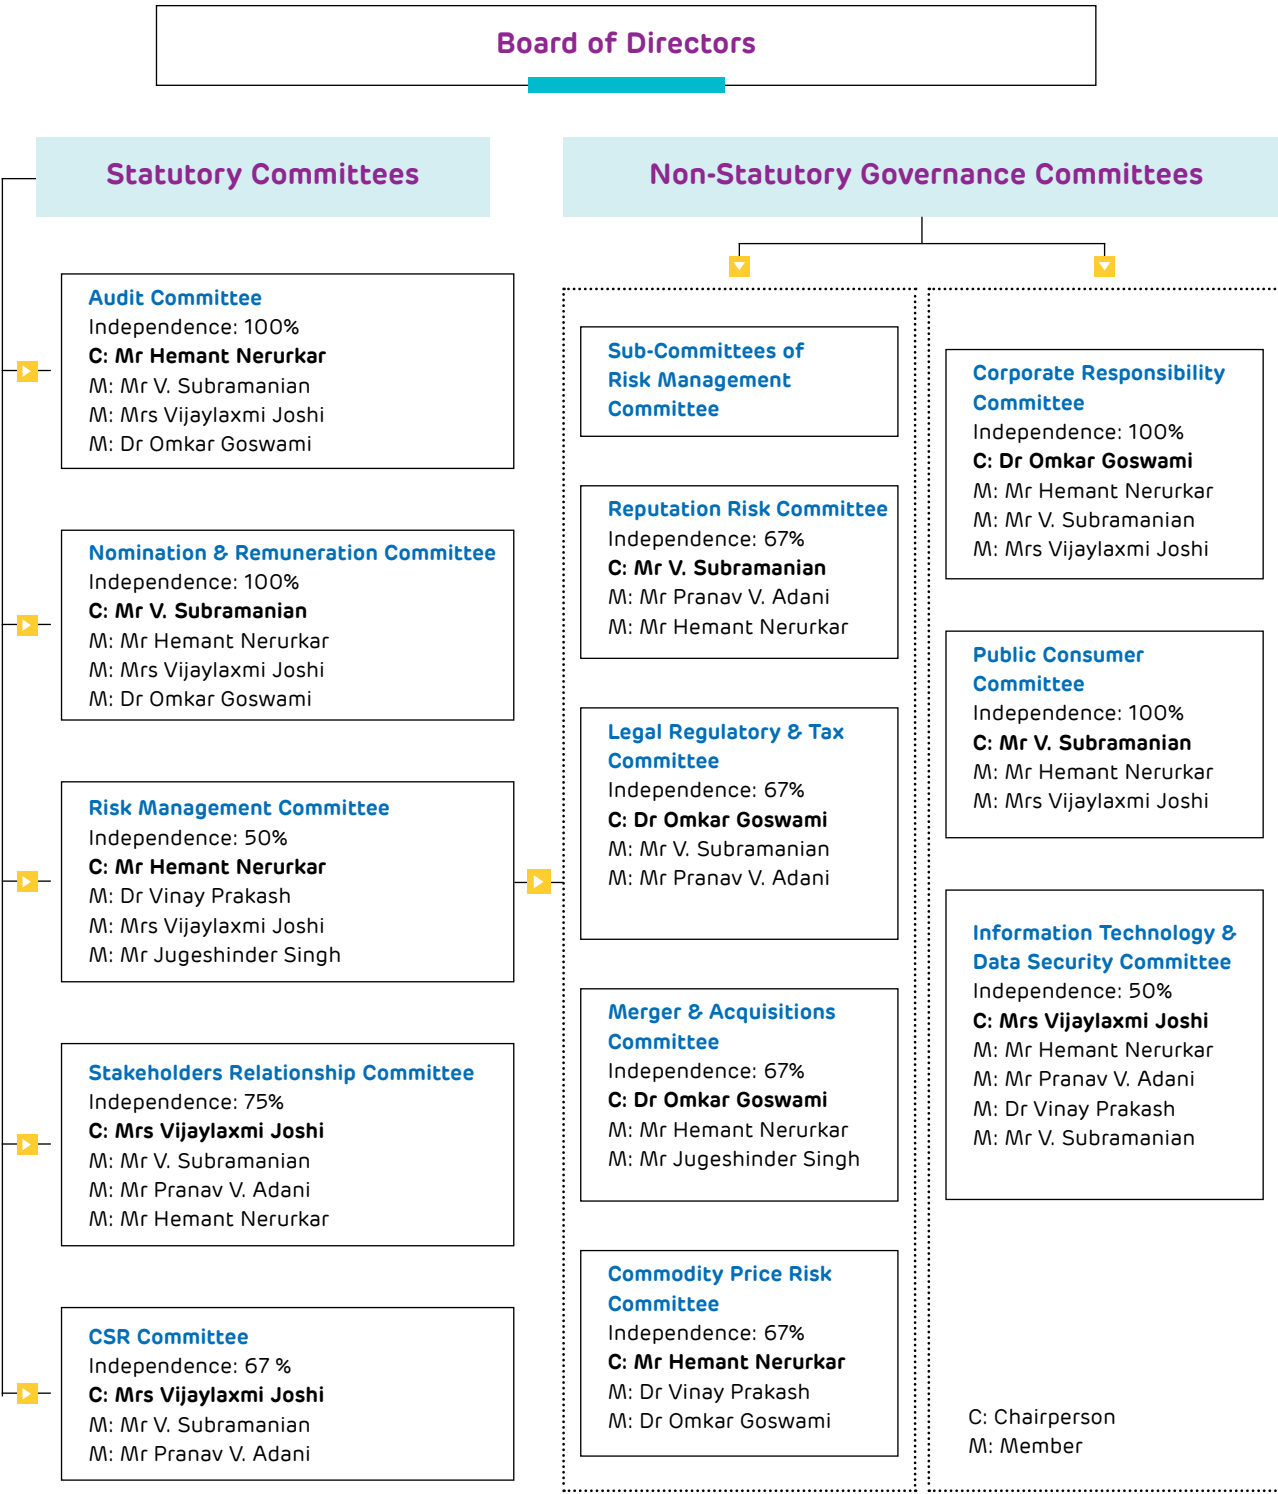 Board of Directors
Statutory Committees
Audit Committee
Independence: 100%
C: Mr Hemant Nerurkar
M: Mr V. Subramanian
M: Mrs Vijaylaxmi Joshi
M: Dr Omkar Goswami
Nomination & Remuneration Committee
Independence: 100%
C: Mr V. Subramanian
M: Mr Hemant Nerurkar
M: Mrs Vijaylaxmi Joshi
M: Dr Omkar Goswami
Risk Management Committee
Independence: 50%
C: Mr Hemant Nerurkar
M: Dr Vinay Prakash
M: Mrs Vijaylaxmi Joshi
M: Mr Jugeshinder Singh
Stakeholders Relationship Committee
Independence: 75%
C: Mrs Vijaylaxmi Joshi
M: Mr V. Subramanian
M: Mr Pranav V. Adani
M: Mr Hemant Nerurkar
CSR Committee
Independence: 67 %
C: Mrs Vijaylaxmi Joshi
M: Mr V. Subramanian
M: Mr Pranav V. Adani
Non-Statutory Governance Committees
Sub-Committees of
Risk Management
Committee
Reputation Risk Committee
Independence: 67%
C: Mr V. Subramanian
M: Mr Pranav V. Adani
M: Mr Hemant Nerurkar
Legal Regulatory & Tax
Committee
Independence: 67%
C: Dr Omkar Goswami
M: Mr V. Subramanian
M: Mr Pranav V. Adani
Merger & Acquisitions
Committee
Independence: 67%
C: Dr Omkar Goswami
M: Mr Hemant Nerurkar
M: Mr Jugeshinder Singh
Commodity Price Risk
Committee
Independence: 67%
C: Mr Hemant Nerurkar
M: Dr Vinay Prakash
M: Dr Omkar Goswami
Corporate Responsibility
Committee
Independence: 100%
C: Dr Omkar Goswami
M: Mr Hemant Nerurkar
M: Mr V. Subramanian
M: Mrs Vijaylaxmi Joshi
Public Consumer
Committee
Independence: 100%
C: Mr V. Subramanian
M: Mr Hemant Nerurkar
M: Mrs Vijaylaxmi Joshi
Information Technology &
Data Security Committee
Independence: 50%
C: Mrs Vijaylaxmi Joshi
M: Mr Hemant Nerurkar
M: Mr Pranav V. Adani
M: Dr Vinay Prakash
M: Mr V. Subramanian
C: Chairperson
M: Member